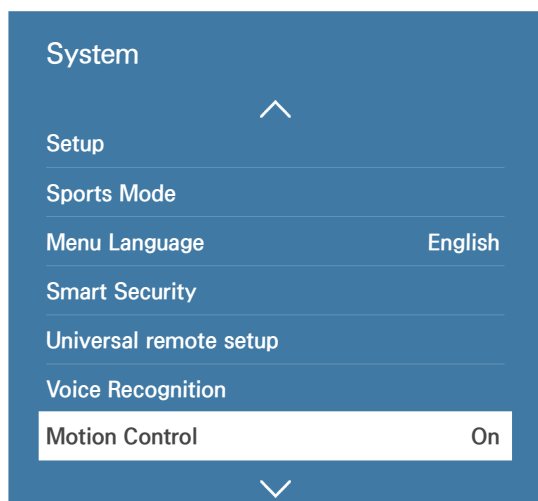 System
Setup
Sports Mode
Menu Language English
Smart Security
Universal remote setup
Voice Recognition
Motion Control On